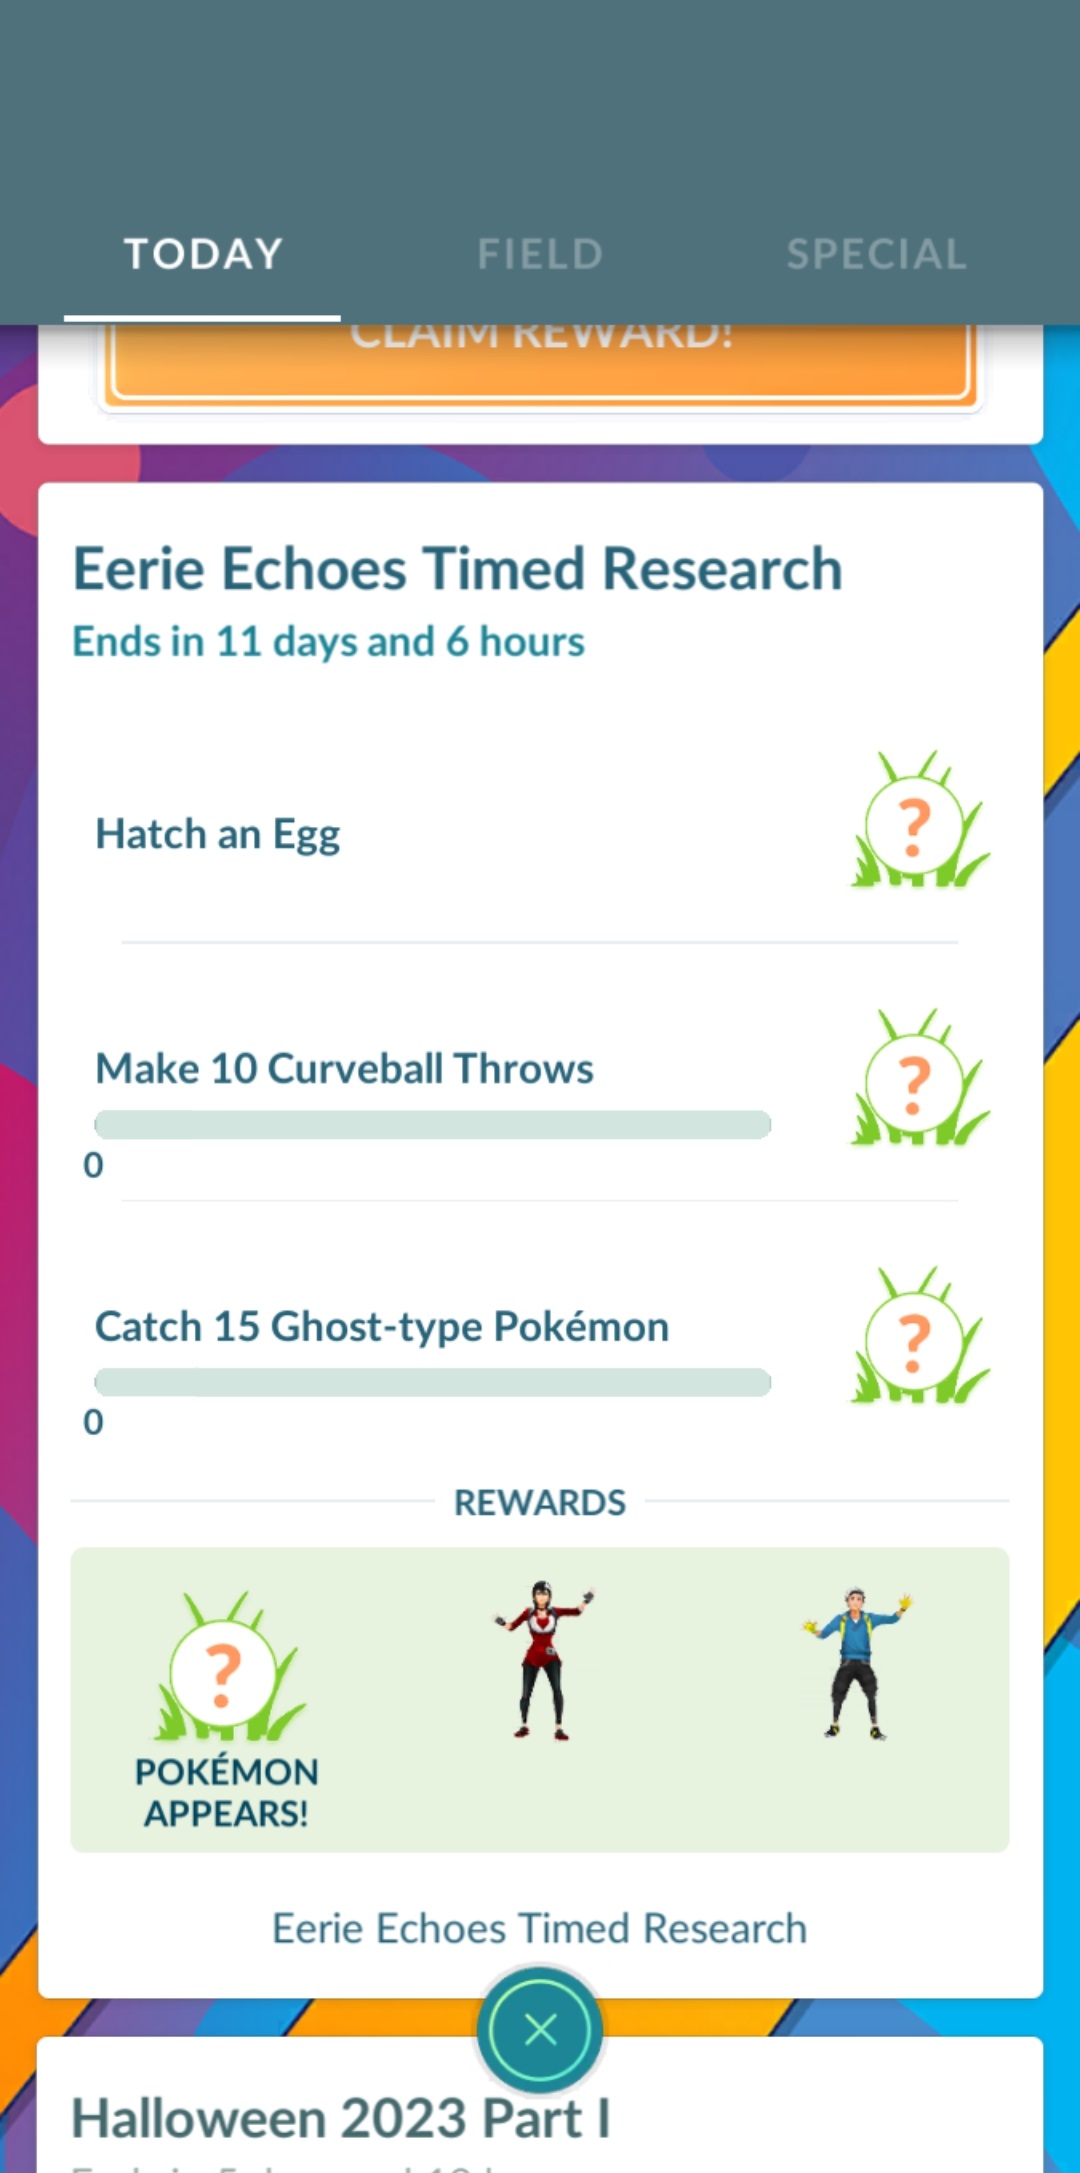 TODAY
FIELD
SPECIAL
CLAIM REWARD!
Eerie Echoes Timed Research
Ends in 11 days and 6 hours
Hatch an Egg
?
Make 10 Curveball Throws
?
0
Catch 15 Ghost-type Pokémon
?
0
REWARDS
?
POKÉMON
APPEARS!
Eerie Echoes Timed Research
Halloween 2023 Part I